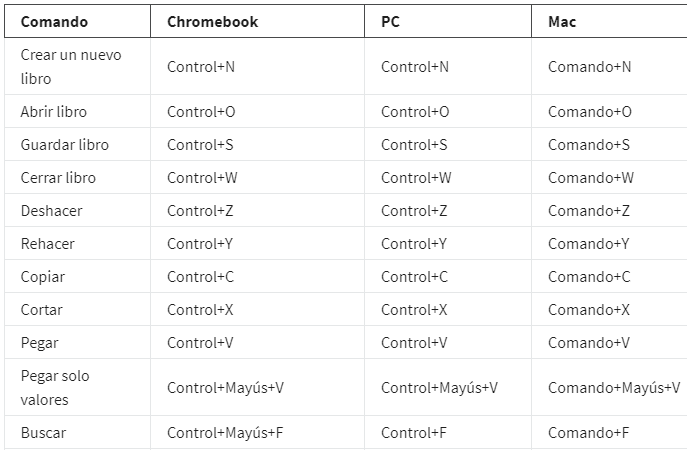 Comando Chromebook PC Mac
Crear un nuevo
libro Control+N Control+N Comando+N
Abrir libro Control+O Control+O Comando+O
Guardar libro Control+S Control+S Comando+S
Cerrar libro Control+W Control+W Comando+W
Deshacer Control+Z Control+Z Comando+Z
Rehacer Control+Y Control+Y Comando+Y
Copiar Control+C Control+C Comando+C
Cortar Control+X Control+X Comando+X
Pegar Control+V Control+V Comando+V
Pegar solo
valores Control+Mayús+V Control+Mayús+V Comando+Mayús+V
Buscar Control+Mayús+F Control+F Comando+F